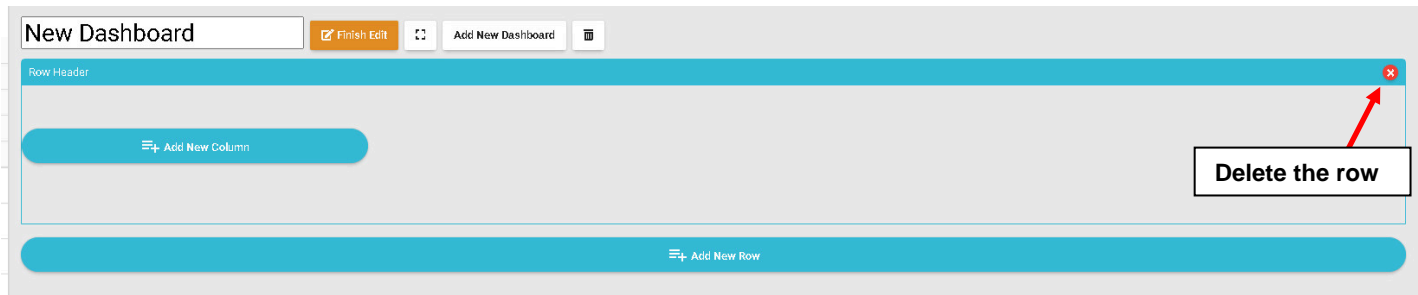 New Dashboard Finish Edit Add New Dashboard
Row Header
Add New Column
Delete the row
Add New Row